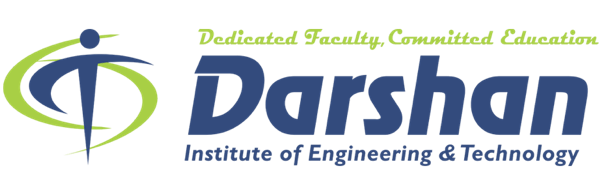 Dedicated Faculty, Committed Education
Darshan
Institute of Engineering & Technology